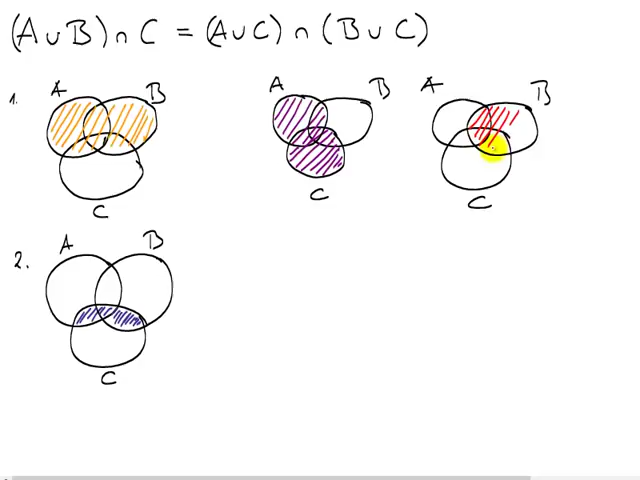 (A ∪ B) ∩ C = (A ∪ C) ∩ (B ∪ C)
1. A B A B A B
C C C
2. A B
C